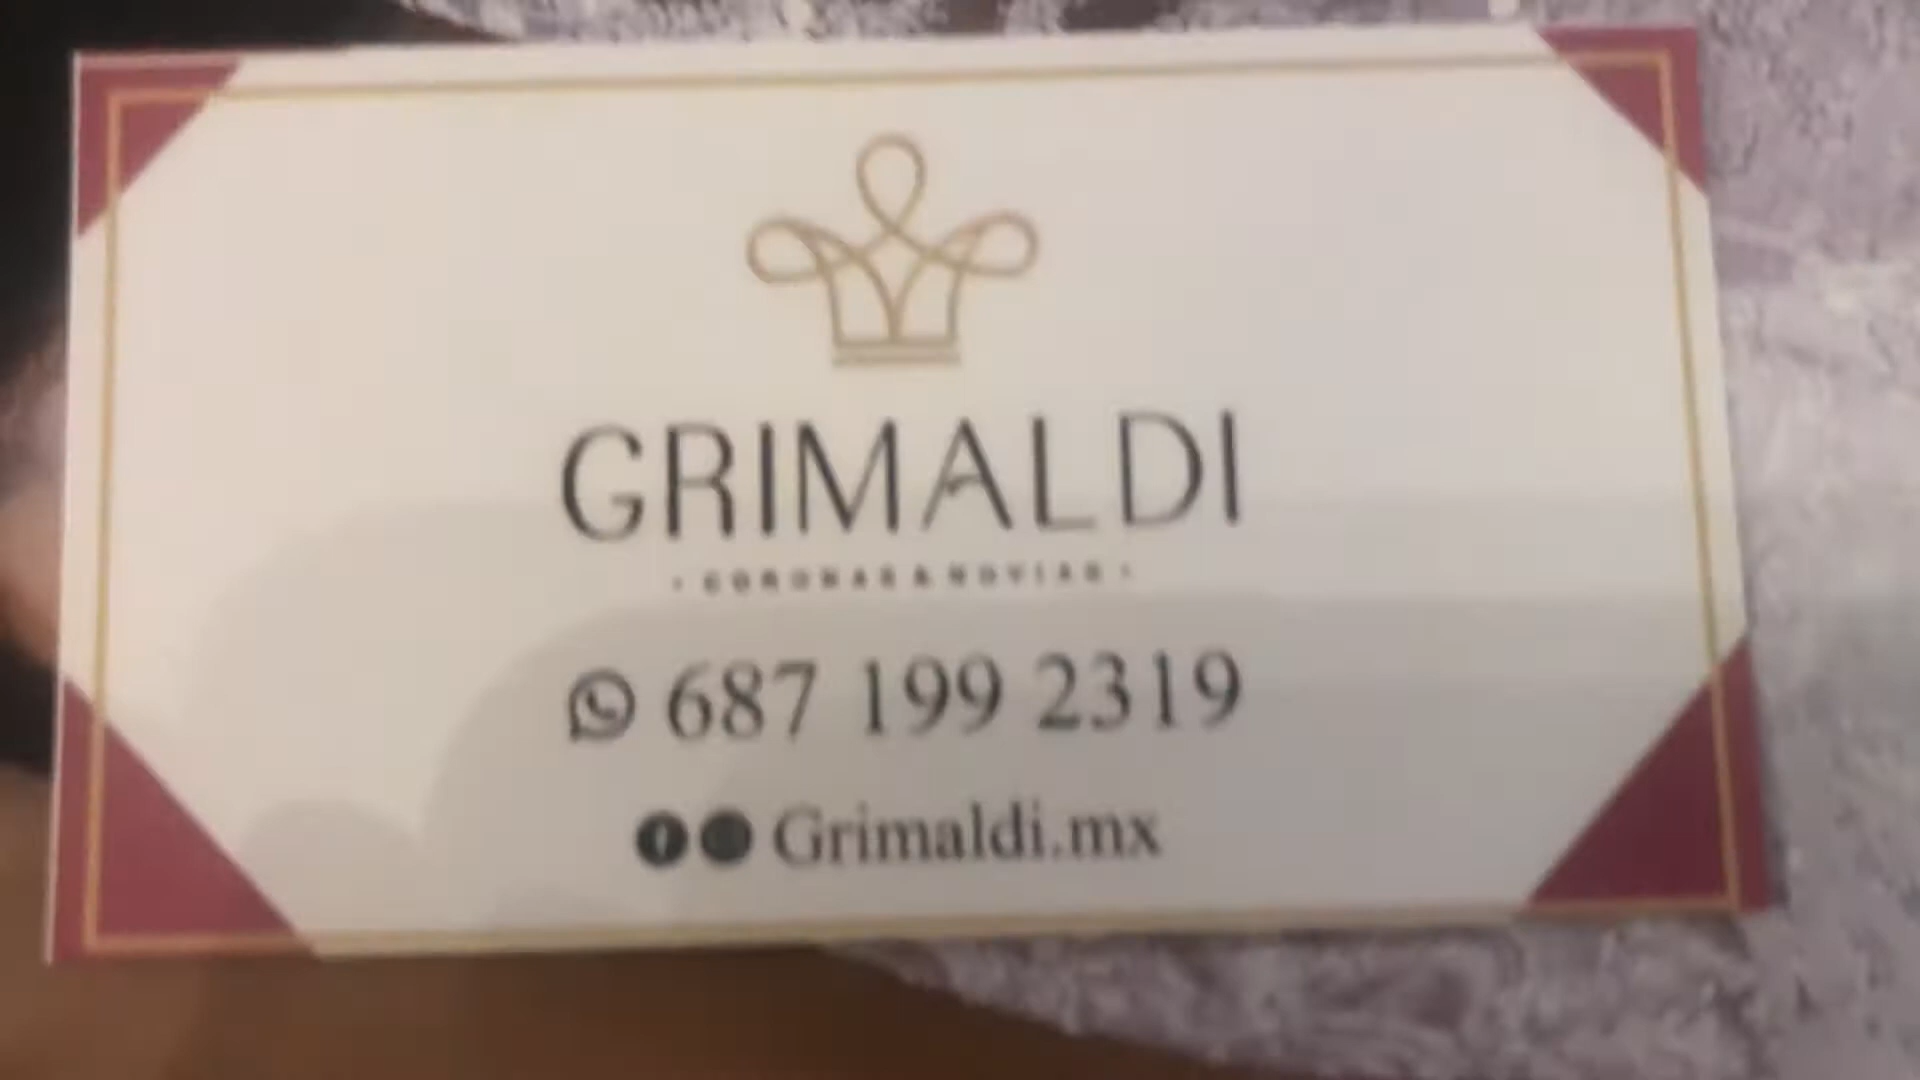 GRIMALDI
· CORONAS & NOVIAS ·
687 199 2319
Grimaldi.mx